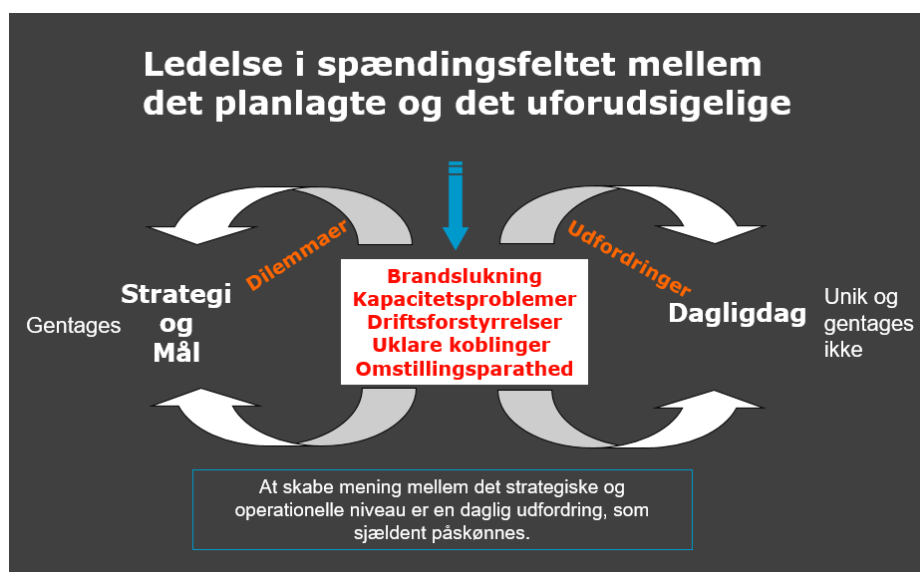 Ledelse i spændingsfeltet mellem
det planlagte og det uforudsigelige
Dilemmaer
Udfordringer
Gentages
Strategi
og
Mål
Brandslukning
Kapacitetsproblemer
Driftsforstyrrelser
Uklare koblinger
Omstillingsparathed
Dagligdag
Unik og
gentages
ikke
At skabe mening mellem det strategiske og
operationelle niveau er en daglig udfordring, som
sjældent påskønnes.